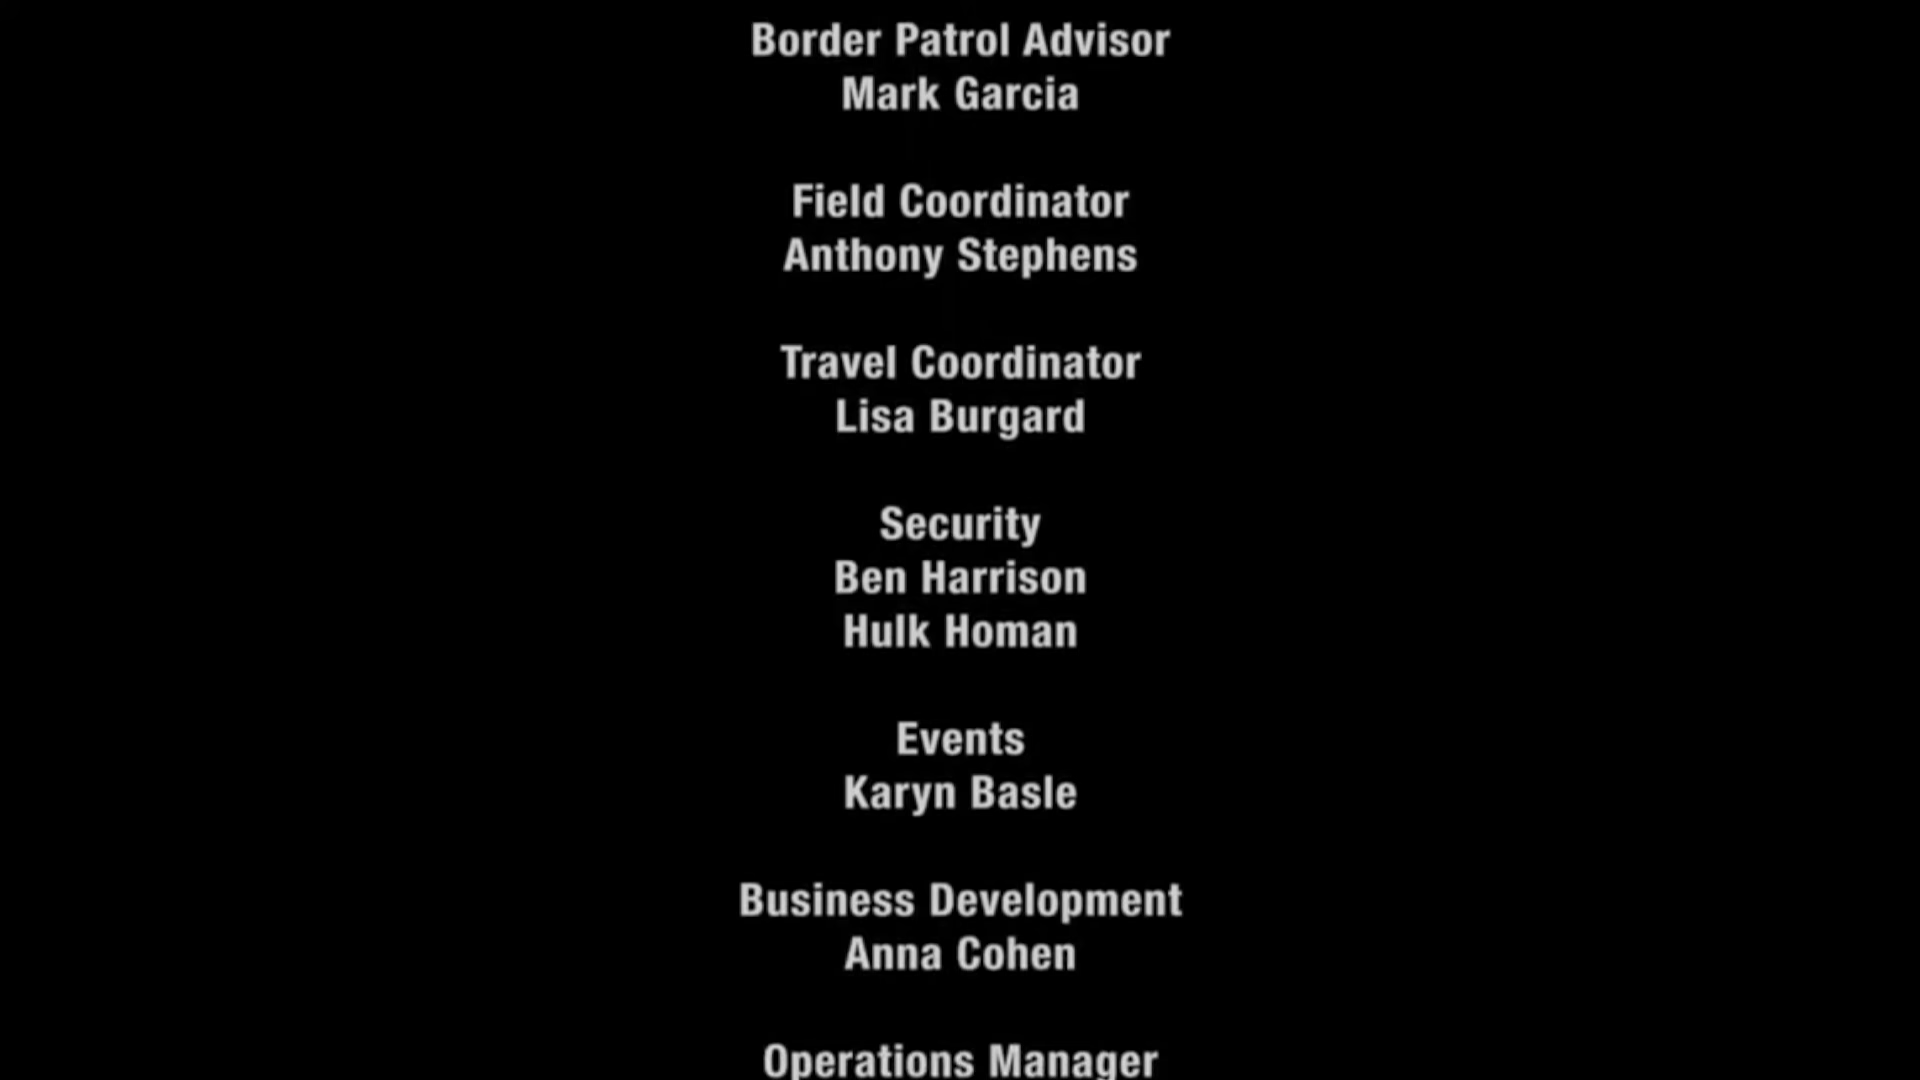 Border Patrol Advisor
Mark Garcia
Field Coordinator
Anthony Stephens
Travel Coordinator
Lisa Burgard
Security
Ben Harrison
Hulk Homan
Events
Karyn Basle
Business Development
Anna Cohen
Operations Manager